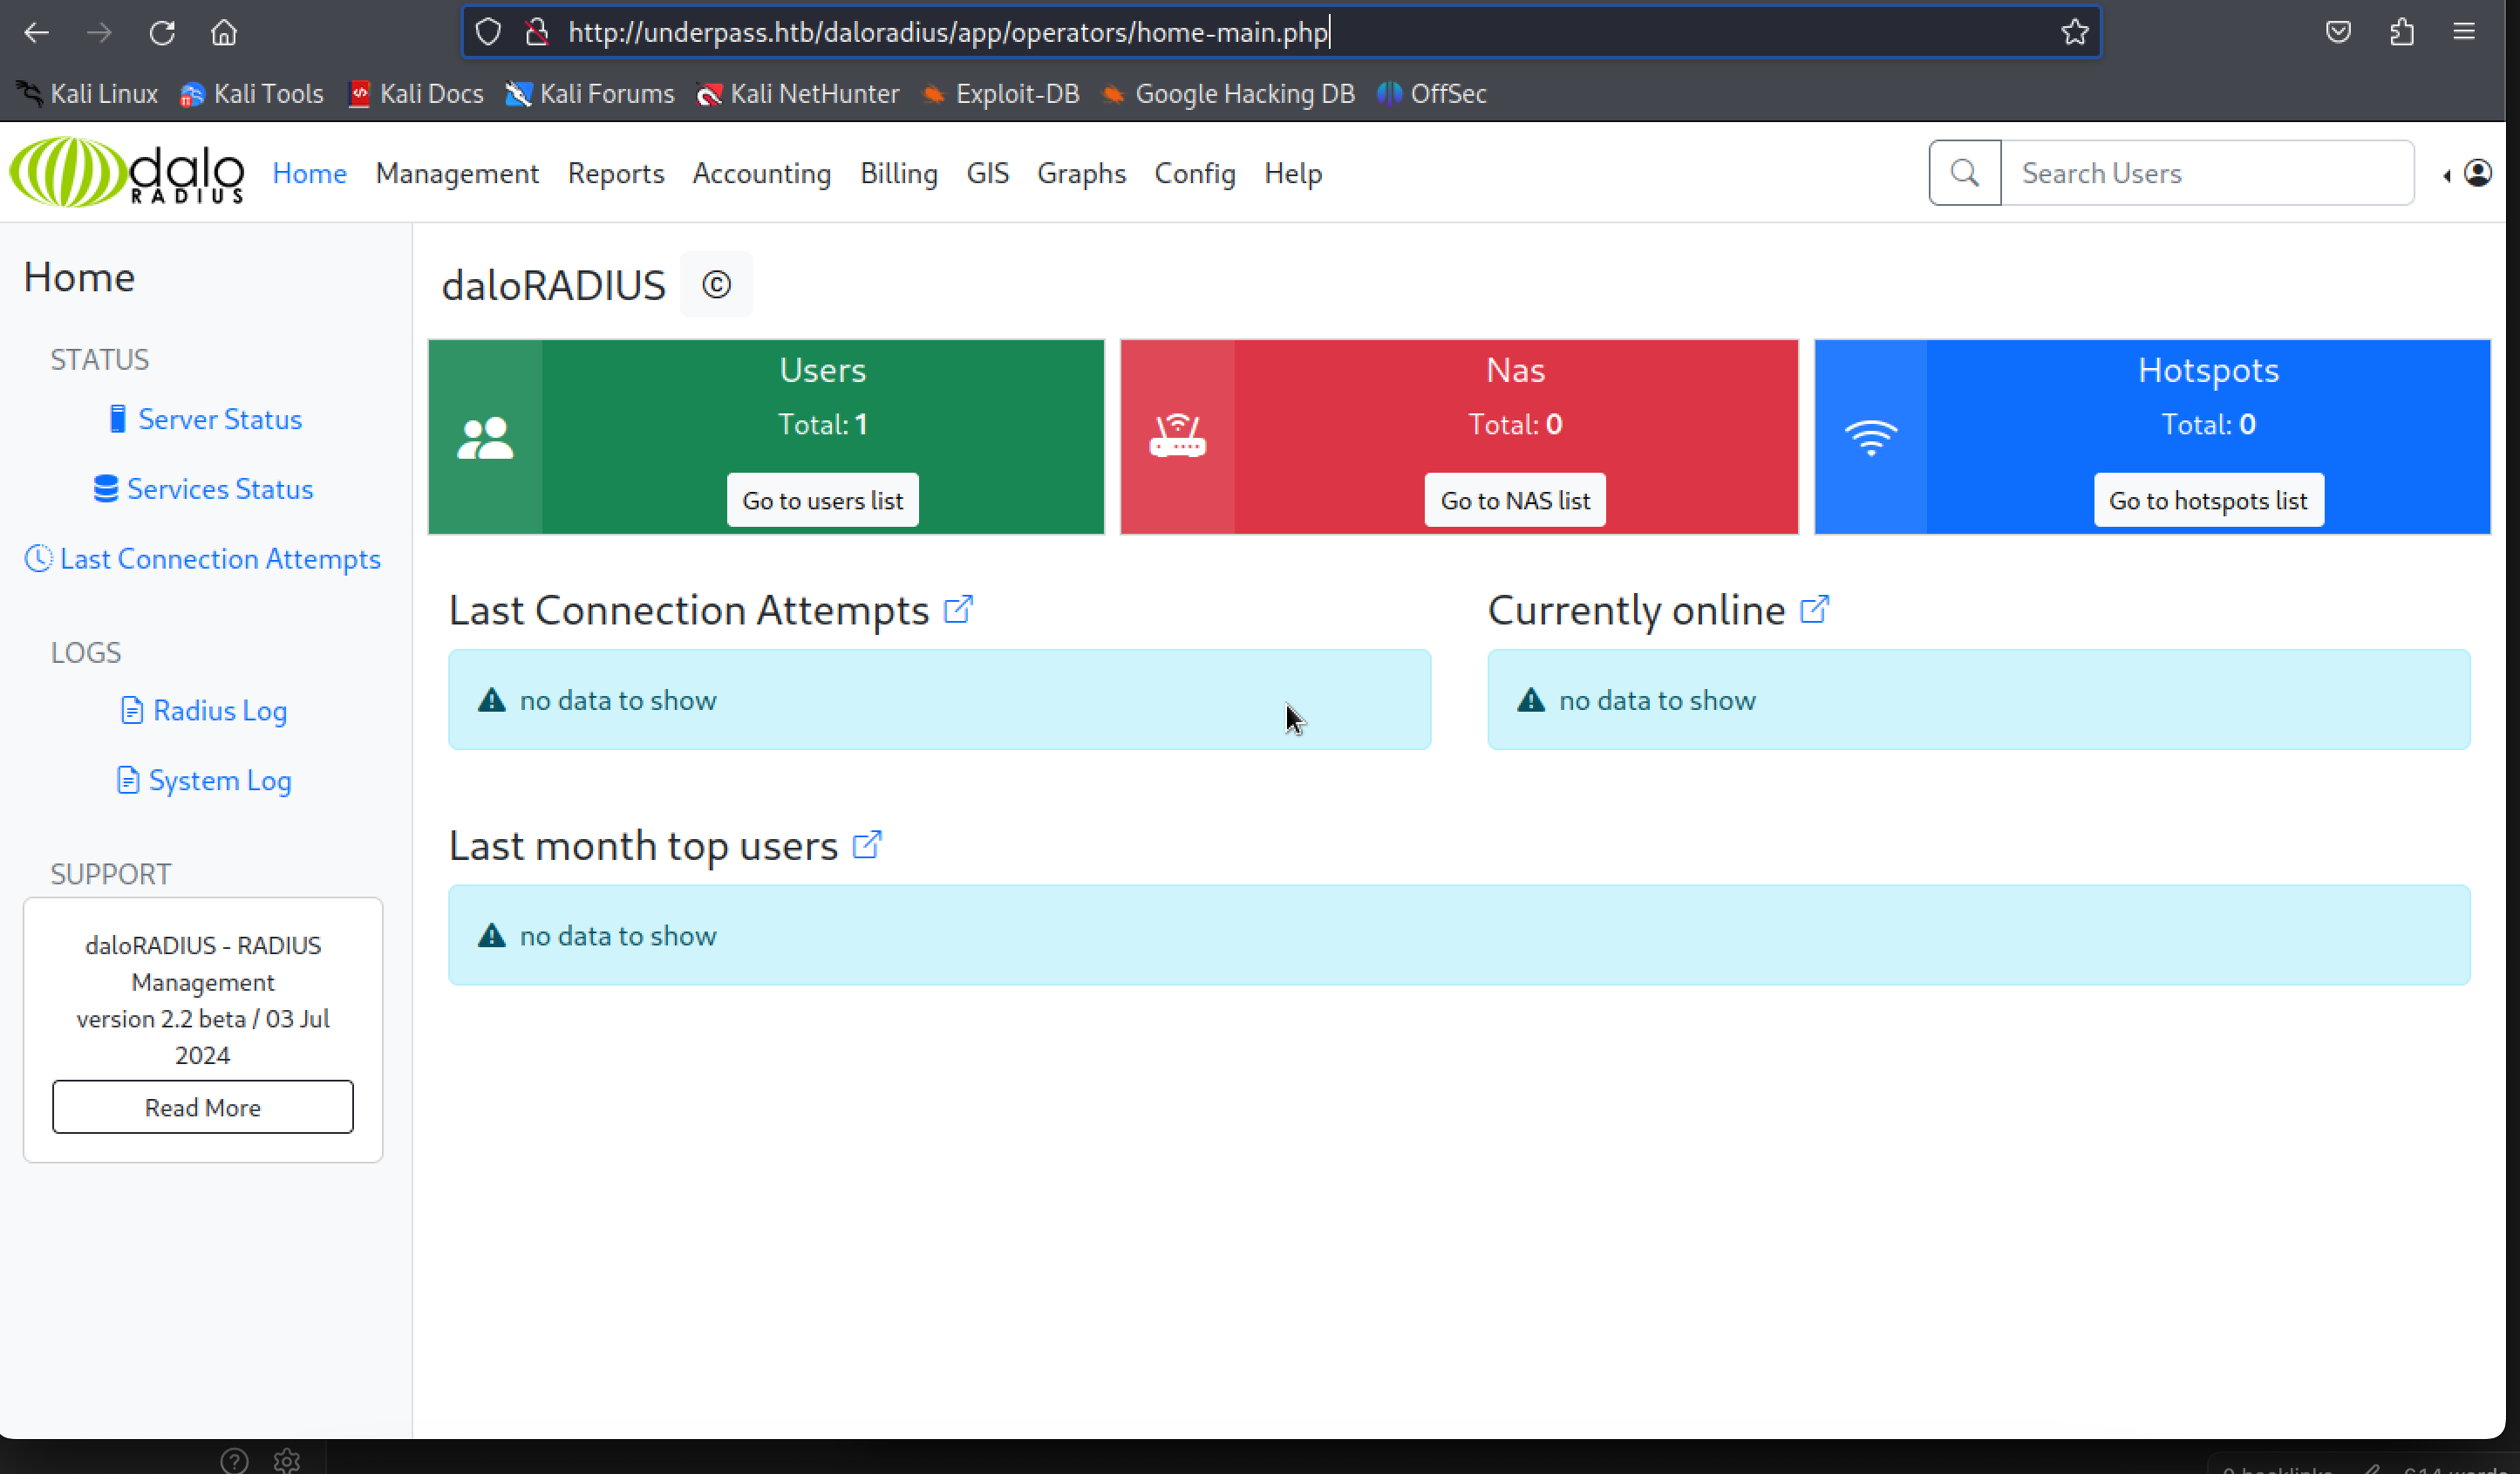 http://underpass.htb/daloradius/app/operators/home-main.php
Kali Linux Kali Tools Kali Docs Kali Forums Kali NetHunter Exploit-DB Google Hacking DB OffSec
dalo RADIUS Home Management Reports Accounting Billing GIS Graphs Config Help Search Users
Home
STATUS
Server Status
Services Status
Last Connection Attempts
LOGS
Radius Log
System Log
SUPPORT
daloRADIUS - RADIUS
Management
version 2.2 beta / 03 Jul
2024
Read More
daloRADIUS ©
Users
Total: 1
Go to users list
Nas
Total: 0
Go to NAS list
Hotspots
Total: 0
Go to hotspots list
Last Connection Attempts
no data to show
Currently online
no data to show
Last month top users
no data to show